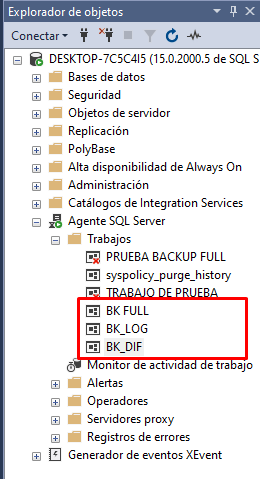 Explorador de objetos
Conectar
DESKTOP-7C5C4I5 (15.0.2000.5 de SQL S
Bases de datos
Seguridad
Objetos de servidor
Replicación
PolyBase
Alta disponibilidad de Always On
Administración
Catálogos de Integration Services
Agente SQL Server
Trabajos
PRUEBA BACKUP FULL
syspolicy_purge_history
TRABAJO DE PRUEBA
BK FULL
BK_LOG
BK_DIF
Monitor de actividad de trabajo
Alertas
Operadores
Servidores proxy
Registros de errores
Generador de eventos XEvent